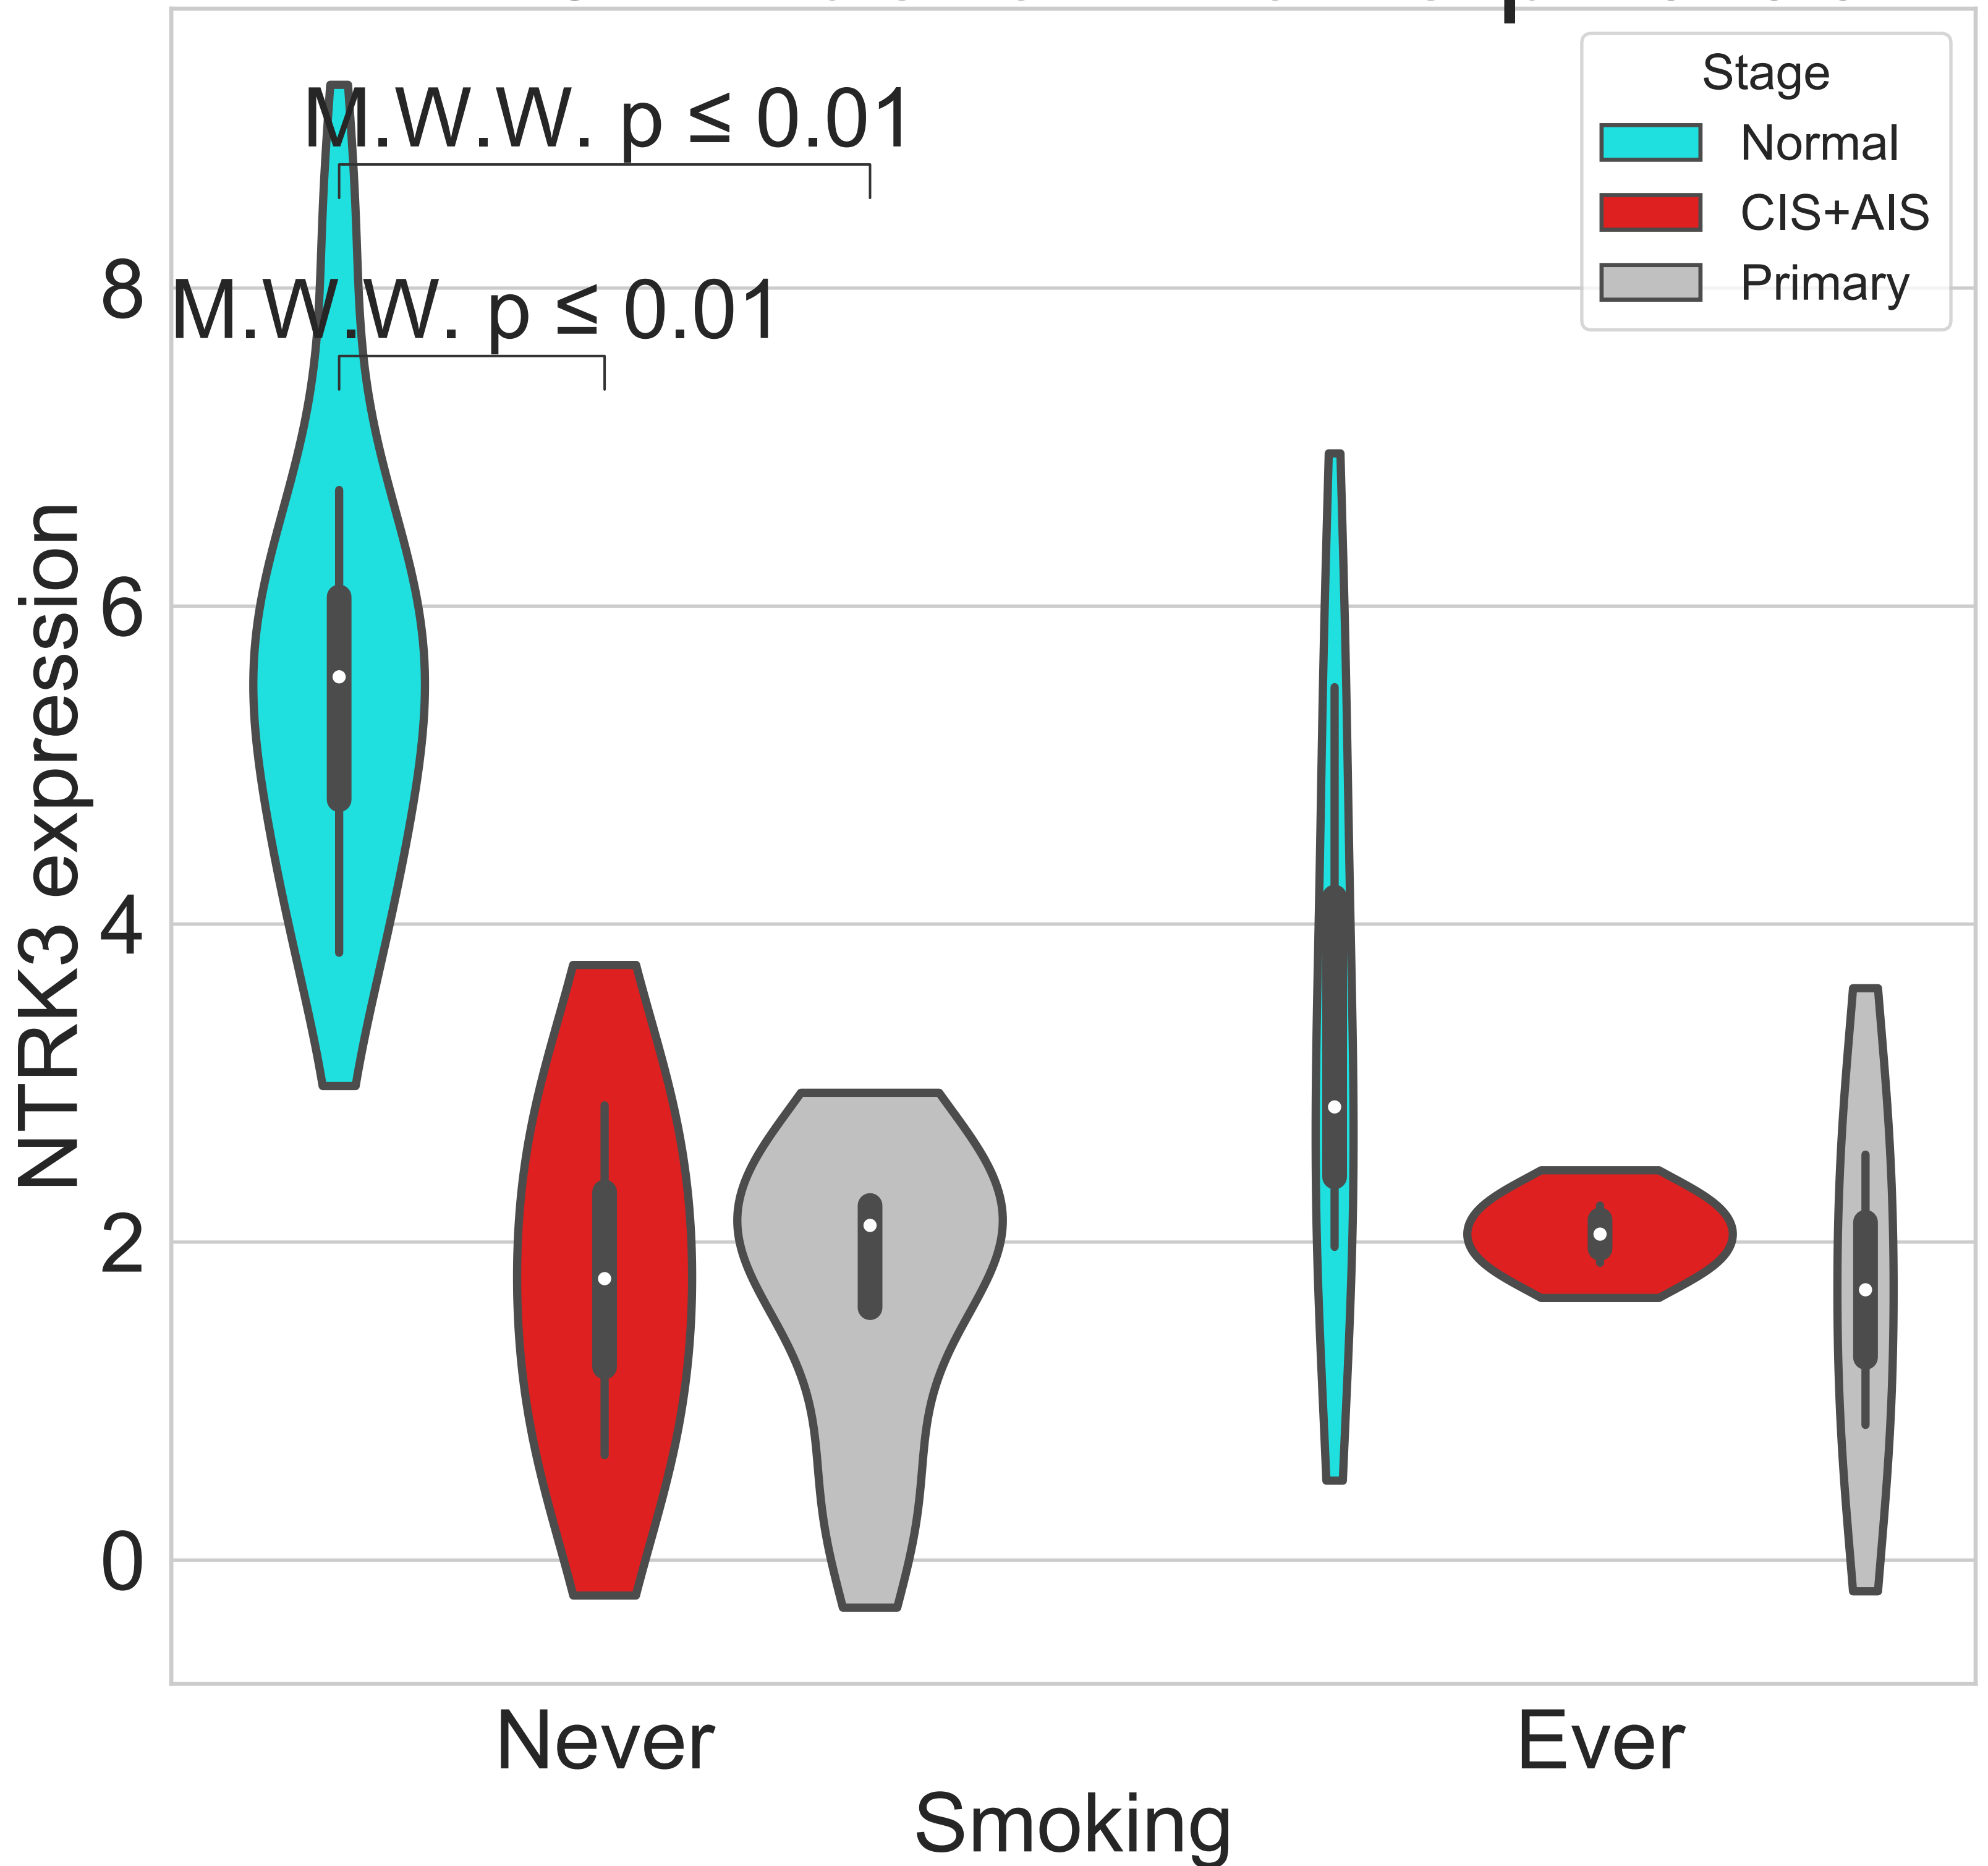 Stage
Normal
CIS+AIS
Primary
M.W.W. p ≤ 0.01
M.W.W. p ≤ 0.01
8
6
4
2
0
NTRK3 expression
Never
Ever
Smoking